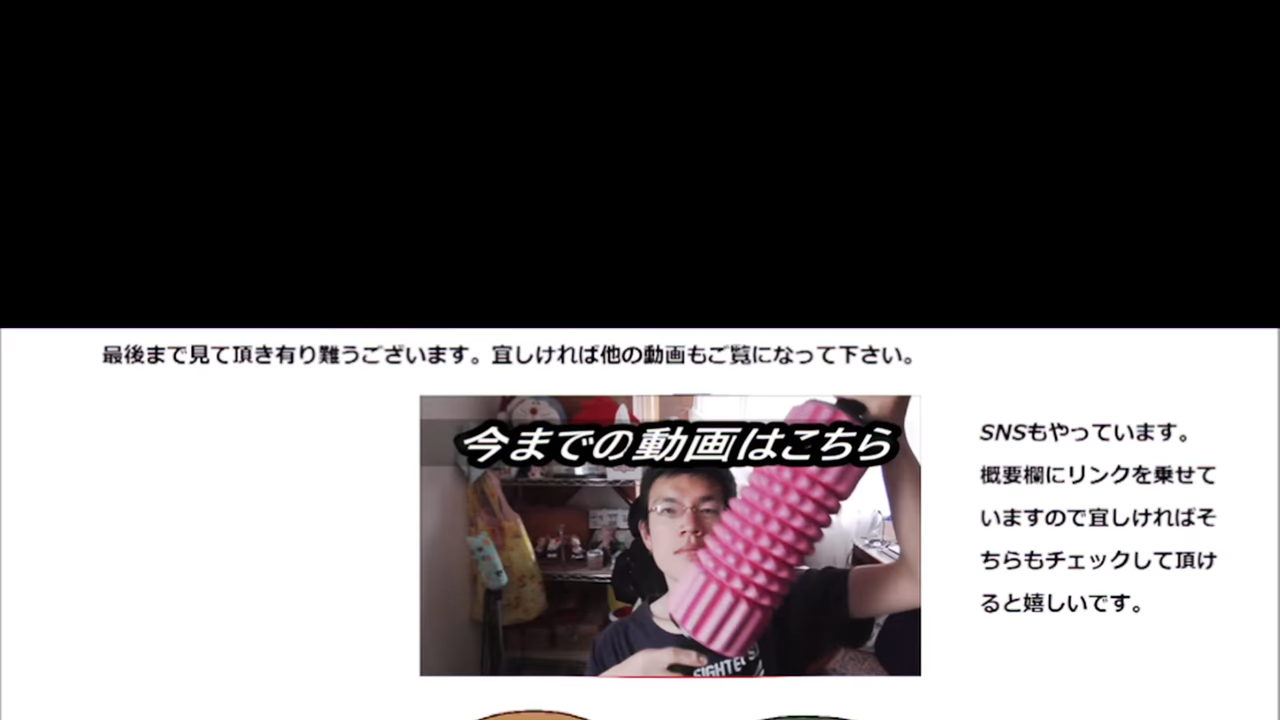 最後まで見て頂き有り難うございます。宜しければ他の動画もご覧になって下さい。
今までの動画はこちら
SNSもやっています。
概要欄にリンクを乗せて
いますので宜しければそ
ちらもチェックして頂け
ると嬉しいです。